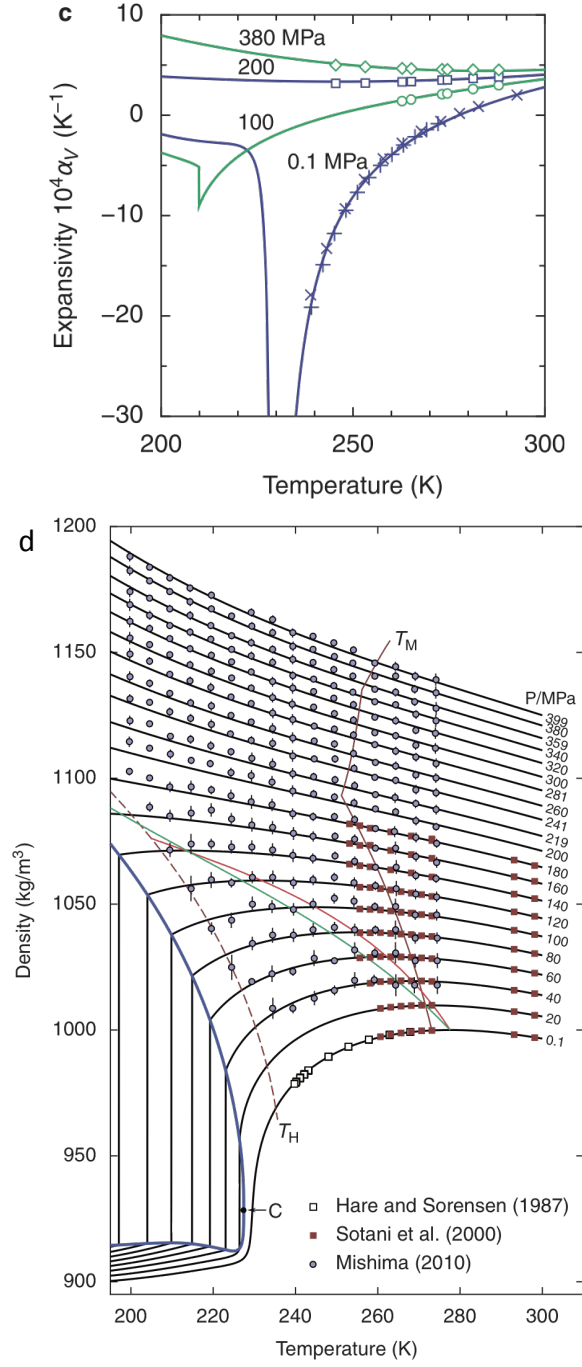 c
10
0
−10
−20
−30
Expansivity 10⁴α_V (K⁻¹)
380 MPa
200
100
0.1 MPa
200
250
300
Temperature (K)
d
1200
1150
1100
1050
1000
950
900
Density (kg/m³)
T_M
P/MPa
399
380
359
340
320
300
281
260
241
219
200
180
160
140
120
100
80
60
40
20
0.1
T_H
C
Hare and Sorensen (1987)
Sotani et al. (2000)
Mishima (2010)
200
220
240
260
280
300
Temperature (K)